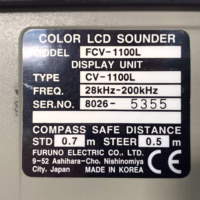 COLOR LCD SOUNDER
MODEL FCV-1100L
DISPLAY UNIT
TYPE CV-1100L
FREQ. 28kHz-200kHz
SER.NO. 8026-5355
COMPASS SAFE DISTANCE
STD 0.7 m STEER 0.5 m
FURUNO ELECTRIC CO., LTD.
9-52 Ashihara-Cho, Nishinomiya
City, Japan MADE IN KOREA
CE